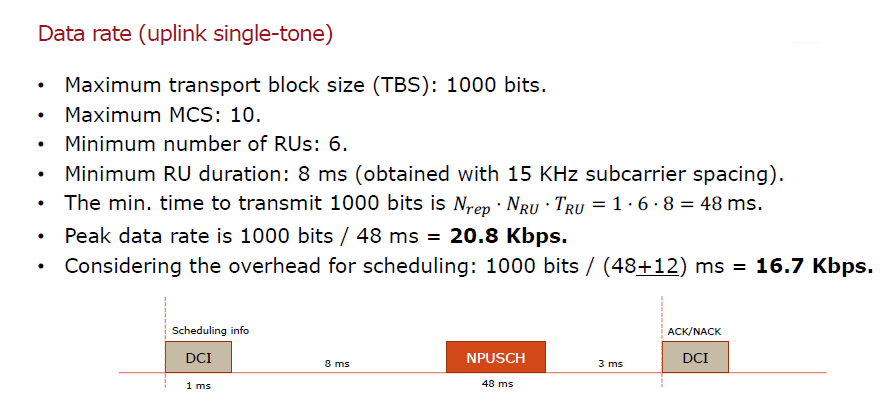 Data rate (uplink single-tone)
• Maximum transport block size (TBS): 1000 bits.
• Maximum MCS: 10.
• Minimum number of RUs: 6.
• Minimum RU duration: 8 ms (obtained with 15 KHz subcarrier spacing).
• The min. time to transmit 1000 bits is N_rep · N_RU · T_RU = 1 · 6 · 8 = 48 ms.
• Peak data rate is 1000 bits / 48 ms = 20.8 Kbps.
• Considering the overhead for scheduling: 1000 bits / (48+12) ms = 16.7 Kbps.
Scheduling info
ACK/NACK
DCI
8 ms
NPUSCH
3 ms
DCI
1 ms
48 ms